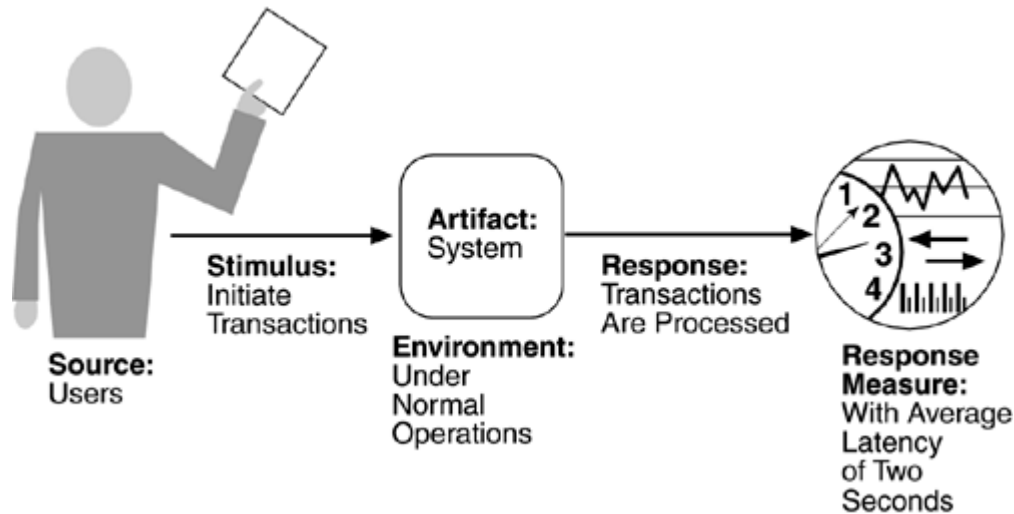 Source:
Users
Stimulus:
Initiate
Transactions
Artifact:
System
Environment:
Under
Normal
Operations
Response:
Transactions
Are Processed
1
2
3
4
Response
Measure:
With Average
Latency
of Two
Seconds